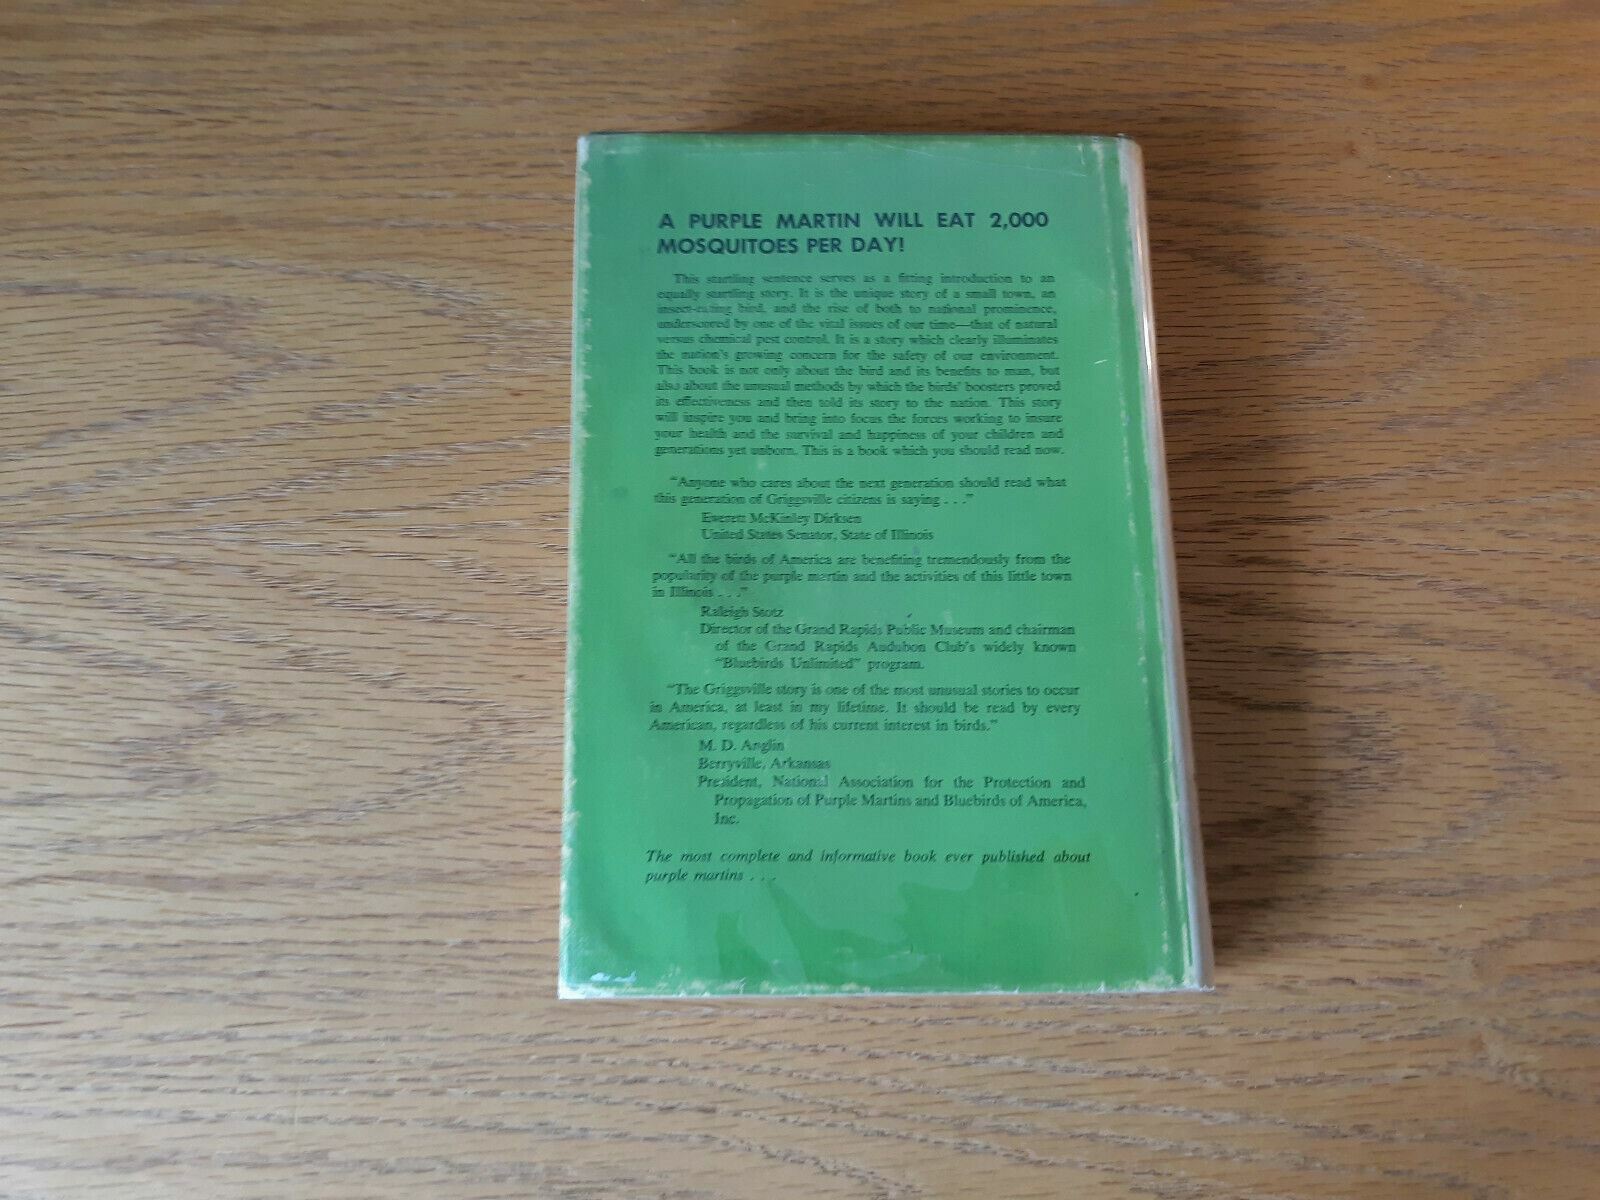 A PURPLE MARTIN WILL EAT 2,000
MOSQUITOES PER DAY!
This startling sentence serves as a fitting introduction to an
equally startling story. It is the unique story of a small town, an
insect-eating bird, and the rise of both to national prominence,
underscored by one of the vital issues of our time—that of natural
versus chemical pest control. It is a story which clearly illuminates
the nation's growing concern for the safety of our environment.
This book is not only about the bird and its benefits to man, but
also about the unusual methods by which the birds' boosters proved
its effectiveness and then told its story to the nation. This story
will inspire you and bring into focus the forces working to insure
your health and the survival and happiness of your children and
generations yet unborn. This is a book which you should read now.
"Anyone who cares about the next generation should read what
this generation of Griggsville citizens is saying . . ."
Everett McKinley Dirksen
United States Senator, State of Illinois
"All the birds of America are benefiting tremendously from the
popularity of the purple martin and the activities of this little town
in Illinois . . ."
Raleigh Stotz
Director of the Grand Rapids Public Museum and chairman
of the Grand Rapids Audubon Club's widely known
"Bluebirds Unlimited" program.
"The Griggsville story is one of the most unusual stories to occur
in America, at least in my lifetime. It should be read by every
American, regardless of his current interest in birds."
M. D. Anglin
Berryville, Arkansas
President, National Association for the Protection and
Propagation of Purple Martins and Bluebirds of America,
Inc.
The most complete and informative book ever published about
purple martins . . .